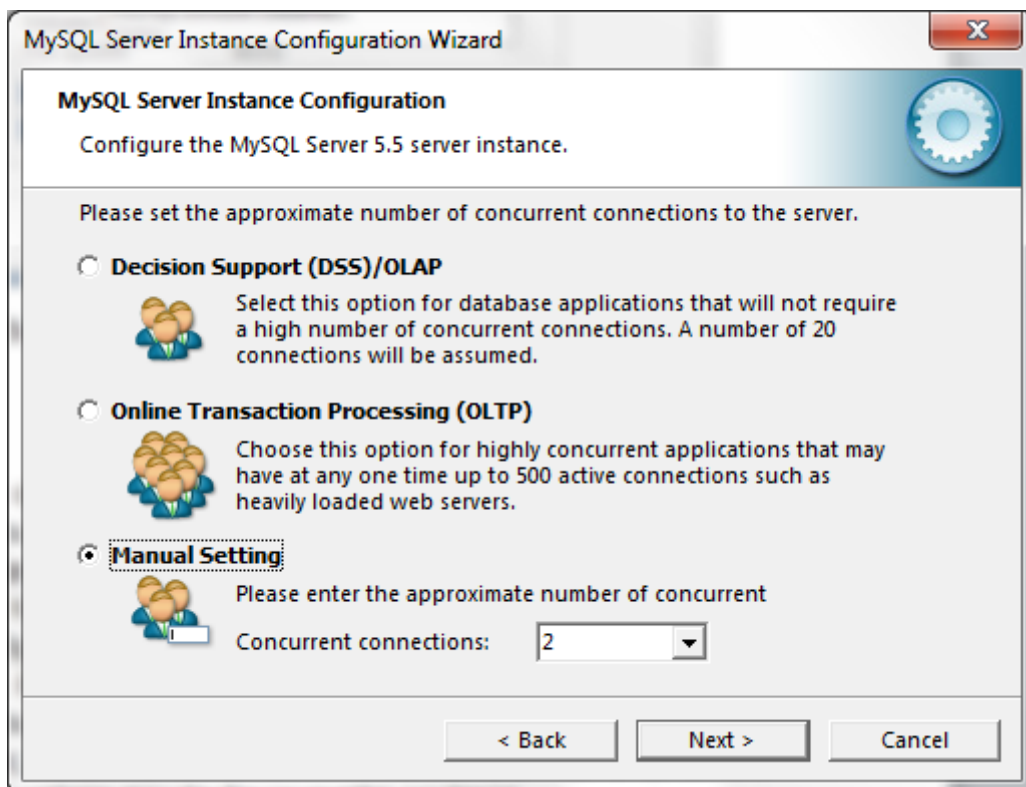 MySQL Server Instance Configuration Wizard
MySQL Server Instance Configuration
Configure the MySQL Server 5.5 server instance.
Please set the approximate number of concurrent connections to the server.
Decision Support (DSS)/OLAP
Select this option for database applications that will not require
a high number of concurrent connections. A number of 20
connections will be assumed.
Online Transaction Processing (OLTP)
Choose this option for highly concurrent applications that may
have at any one time up to 500 active connections such as
heavily loaded web servers.
Manual Setting
Please enter the approximate number of concurrent
Concurrent connections: 2
< Back Next > Cancel